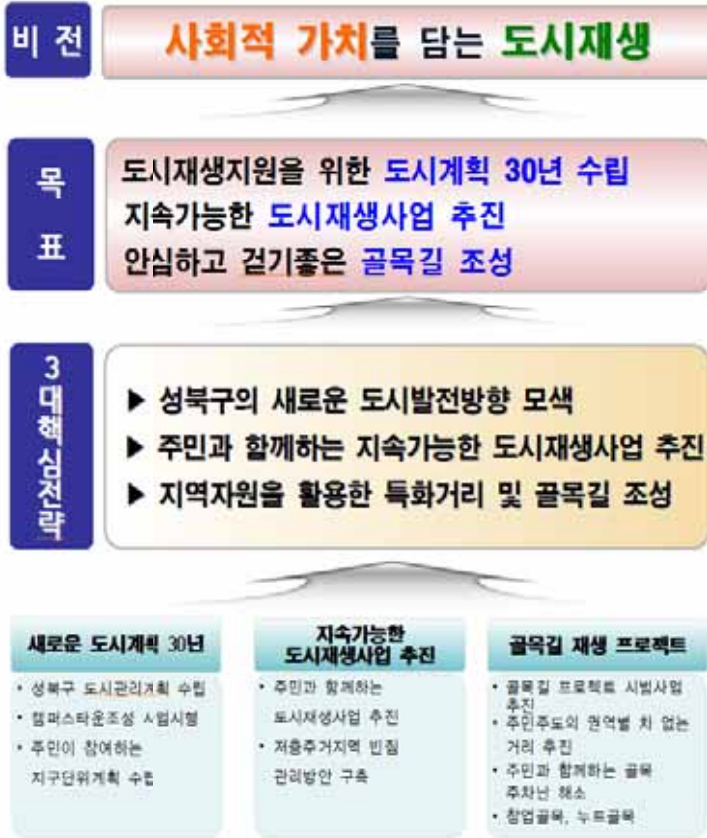 비 전
사회적 가치를 담는 도시재생
목
표
도시재생지원을 위한 도시계획 30년 수립
지속가능한 도시재생사업 추진
안심하고 걷기좋은 골목길 조성
3
대
핵
심
전
략
▶ 성북구의 새로운 도시발전방향 모색
▶ 주민과 함께하는 지속가능한 도시재생사업 추진
▶ 지역자원을 활용한 특화거리 및 골목길 조성
새로운 도시계획 30년
• 성북구 도시관리계획 수립
• 캠퍼스타운조성 사업시행
• 주민이 참여하는
지구단위계획 수립
지속가능한
도시재생사업 추진
• 주민과 함께하는
도시재생사업 추진
• 저층주거지역 빈집
관리방안 구축
골목길 재생 프로젝트
• 골목길 프로젝트 시범사업
추진
• 주민주도의 권역별 차 없는
거리 추진
• 주민과 함께하는 골목
주차난 해소
• 창업골목, 누트골목